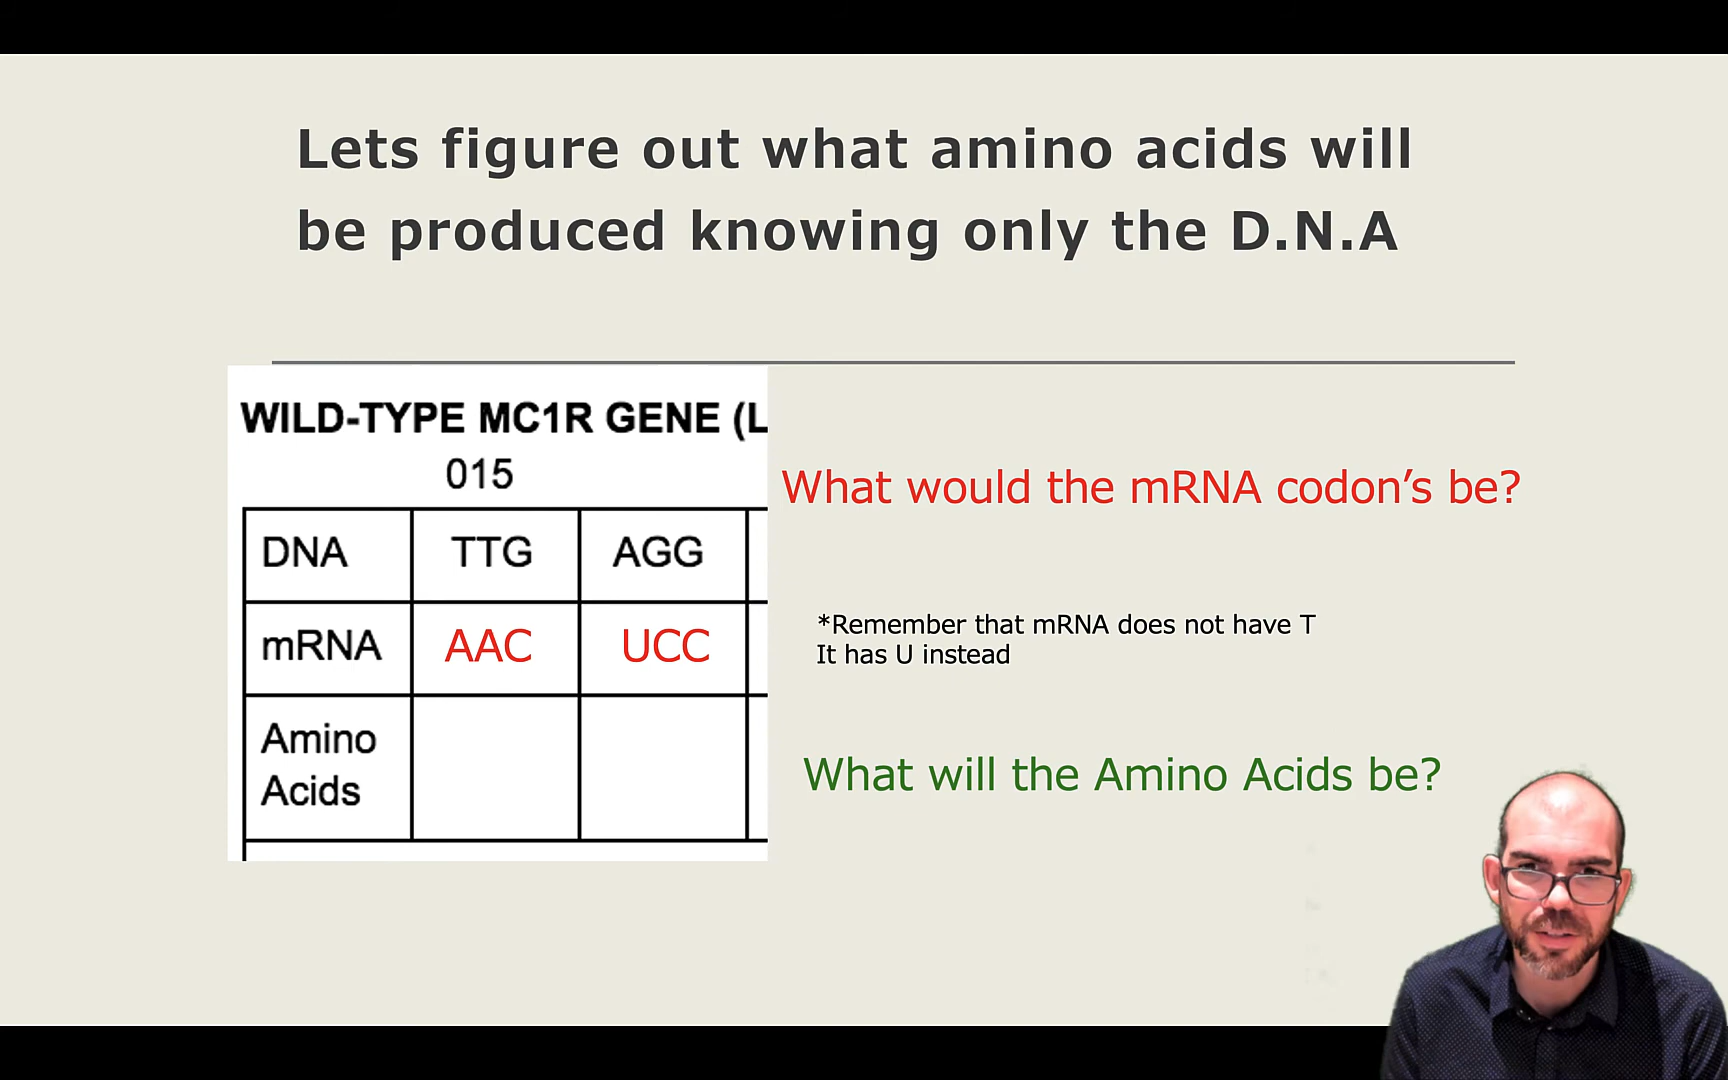 Lets figure out what amino acids will
be produced knowing only the D.N.A
WILD-TYPE MC1R GENE (L
015
DNA TTG AGG
mRNA AAC UCC
Amino
Acids
What would the mRNA codon’s be?
*Remember that mRNA does not have T
It has U instead
What will the Amino Acids be?